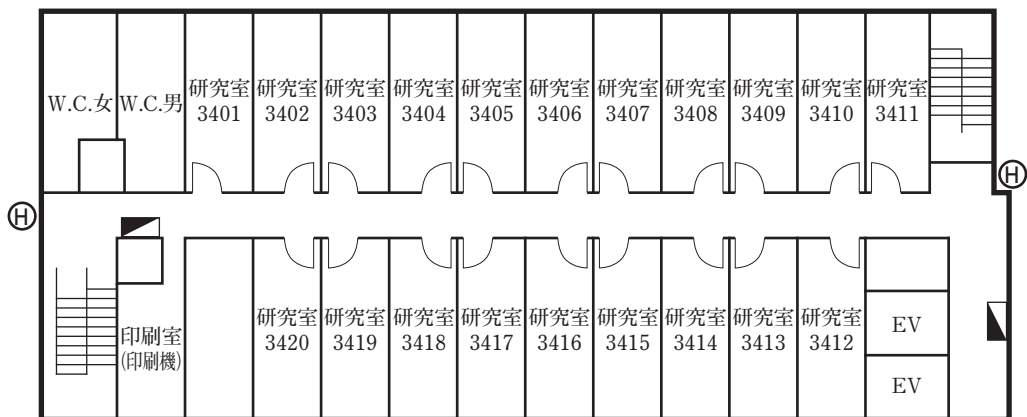 W.C.女
W.C.男
研究室
3401
研究室
3402
研究室
3403
研究室
3404
研究室
3405
研究室
3406
研究室
3407
研究室
3408
研究室
3409
研究室
3410
研究室
3411
H
H
印刷室
(印刷機)
研究室
3420
研究室
3419
研究室
3418
研究室
3417
研究室
3416
研究室
3415
研究室
3414
研究室
3413
研究室
3412
EV
EV